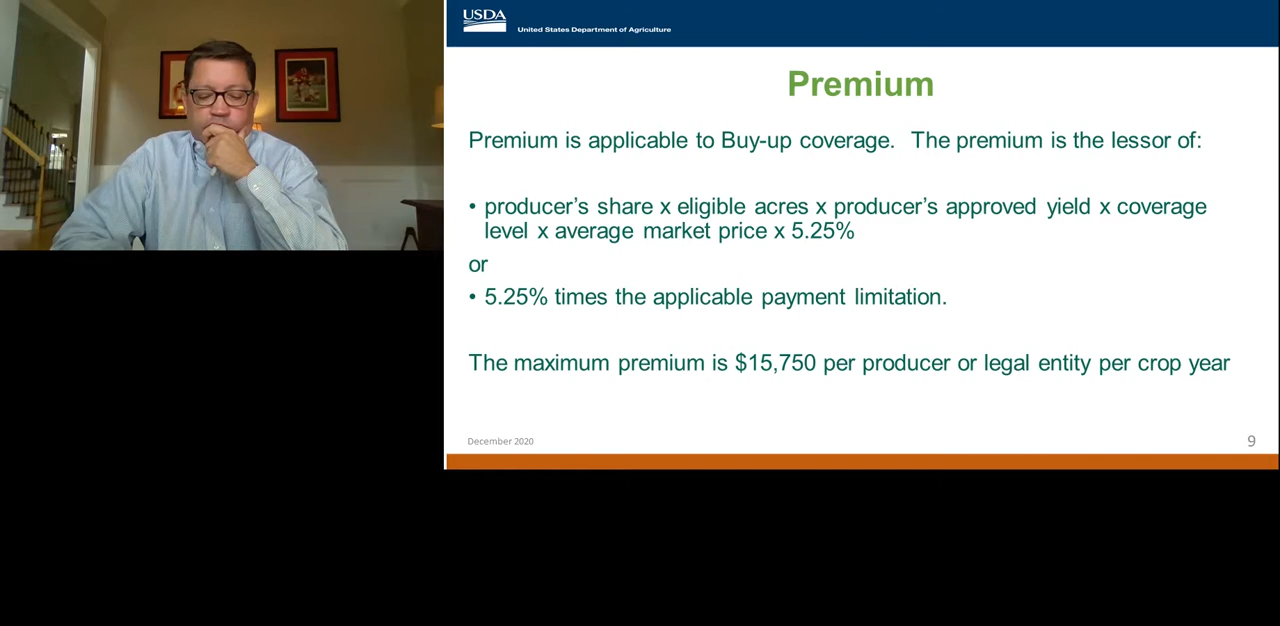 USDA
United States Department of Agriculture
Premium
Premium is applicable to Buy-up coverage. The premium is the lessor of:
• producer's share x eligible acres x producer's approved yield x coverage
level x average market price x 5.25%
or
• 5.25% times the applicable payment limitation.
The maximum premium is $15,750 per producer or legal entity per crop year
December 2020
9